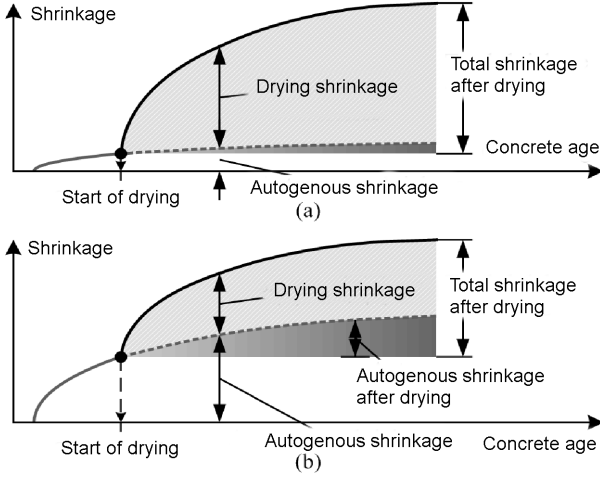 Shrinkage
Drying shrinkage
Total shrinkage
after drying
Concrete age
Start of drying
Autogenous shrinkage
(a)
Shrinkage
Drying shrinkage
Total shrinkage
after drying
Autogenous shrinkage
after drying
Start of drying
Autogenous shrinkage
Concrete age
(b)